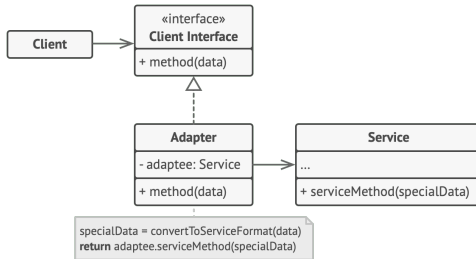 «interface»
Client Interface
Client
+ method(data)
Adapter
- adaptee: Service
+ method(data)
Service
...
+ serviceMethod(specialData)
specialData = convertToServiceFormat(data)
return adaptee.serviceMethod(specialData)